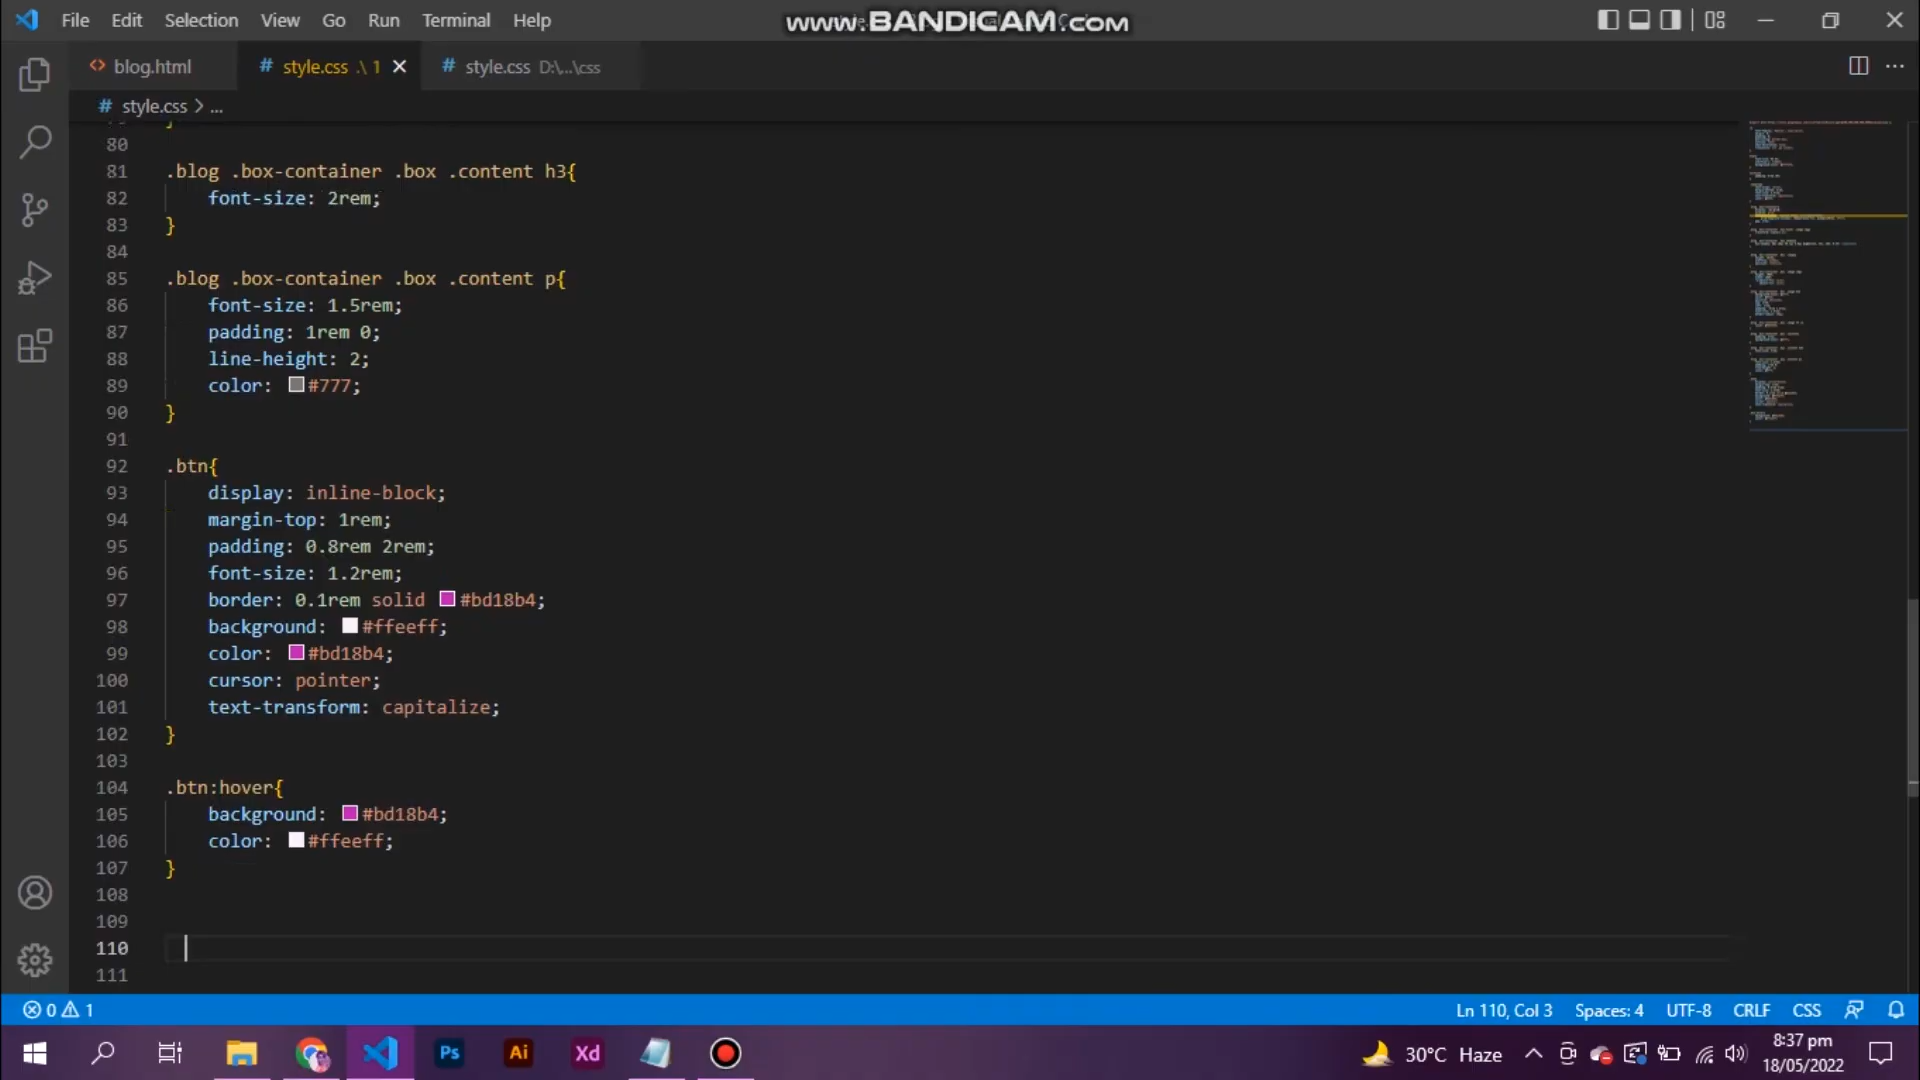 File Edit Selection View Go Run Terminal Help
www.BANDICAM.com
blog.html
# style.css .\ 1
# style.css D:\...\css
# style.css > ...
80
81 .blog .box-container .box .content h3{
82 font-size: 2rem;
83 }
84
85 .blog .box-container .box .content p{
86 font-size: 1.5rem;
87 padding: 1rem 0;
88 line-height: 2;
89 color: #777;
90 }
91
92 .btn{
93 display: inline-block;
94 margin-top: 1rem;
95 padding: 0.8rem 2rem;
96 font-size: 1.2rem;
97 border: 0.1rem solid #bd18b4;
98 background: #ffeeff;
99 color: #bd18b4;
100 cursor: pointer;
101 text-transform: capitalize;
102 }
103
104 .btn:hover{
105 background: #bd18b4;
106 color: #ffeeff;
107 }
108
109
110
111
0 1
Ln 110, Col 3 Spaces: 4 UTF-8 CRLF CSS
Ps Ai Xd
30°C Haze
8:37 pm
18/05/2022